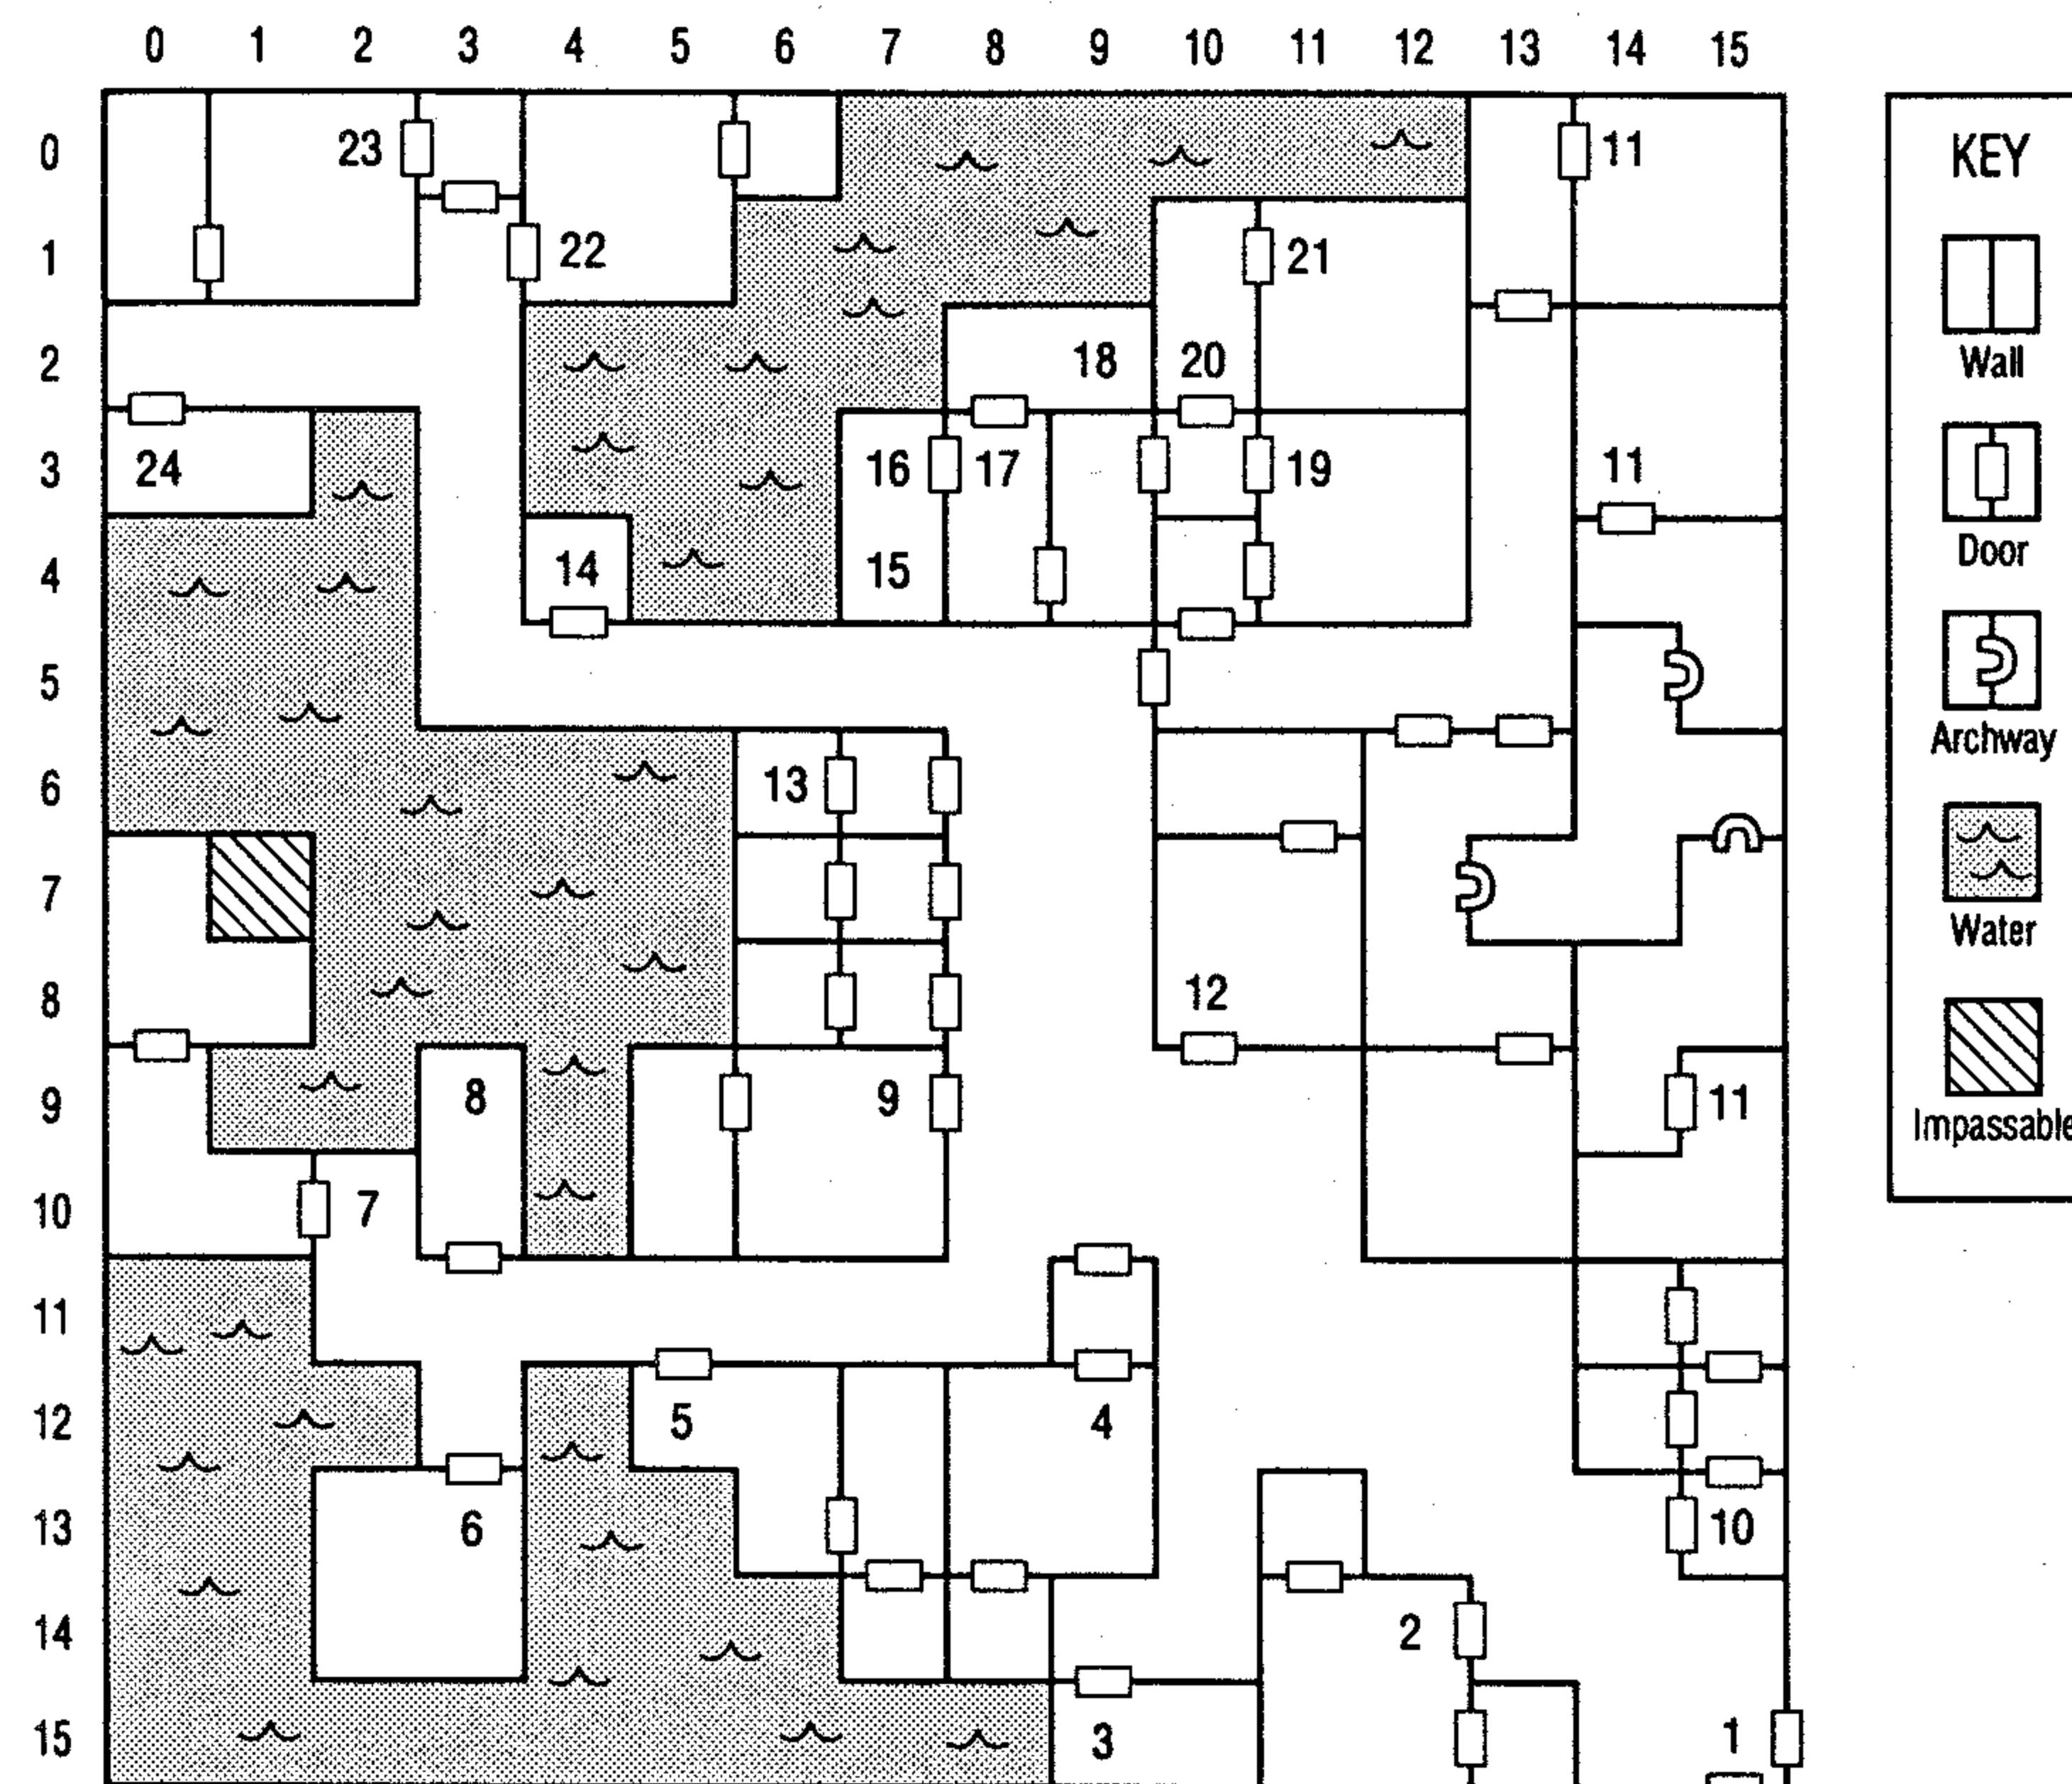 0 1 2 3 4 5 6 7 8 9 10 11 12 13 14 15
0 23 11 KEY
1 22 21
Wall
2 18 20
3 24 16 17 19 11
Door
4 14 15
5
Archway
6 13
7
Water
8 12
9 8 9 11
Impassable
10 7
11
12 5 4
13 6 10
14 2
15 3 1